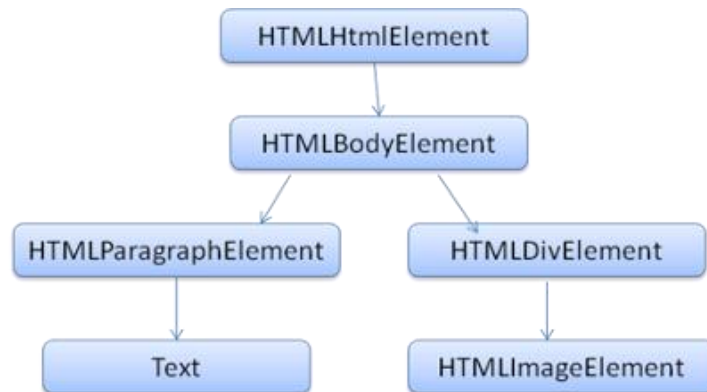 HTMLHtmlElement
HTMLBodyElement
HTMLParagraphElement
HTMLDivElement
Text
HTMLImageElement